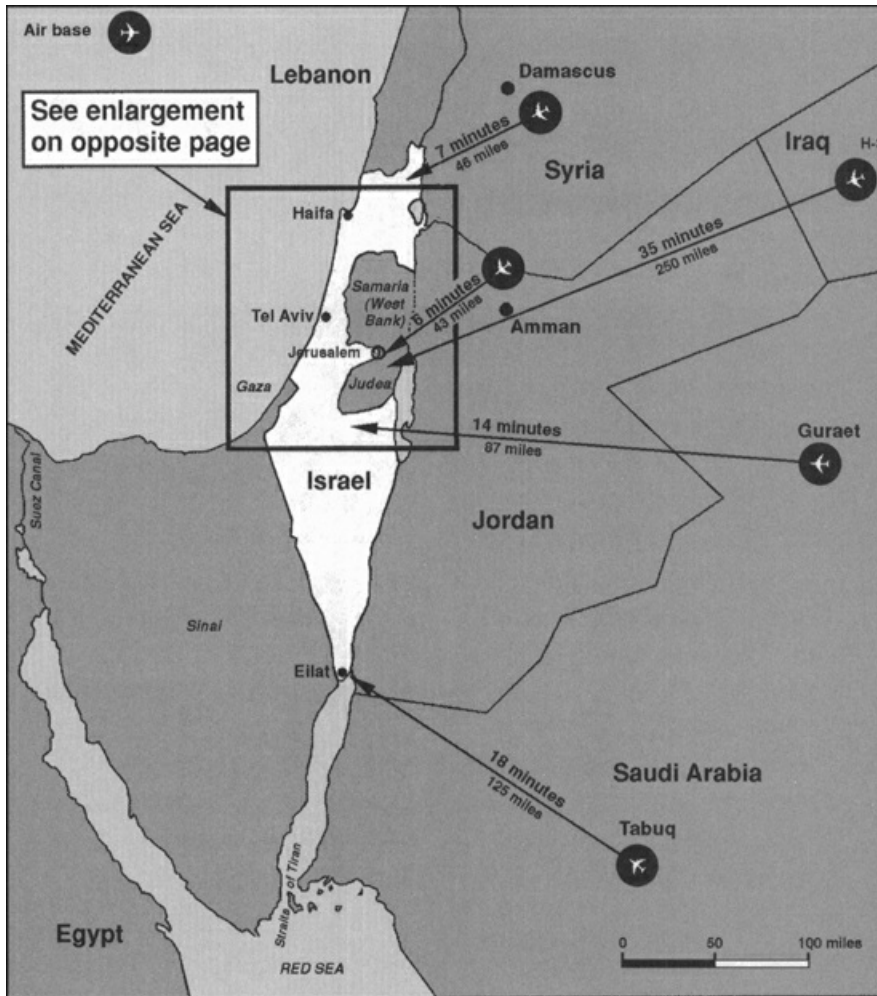 Air base
Lebanon
Damascus
See enlargement
on opposite page
7 minutes
46 miles
Syria
Iraq
H-3
Haifa
MEDITERRANEAN SEA
35 minutes
250 miles
Samaria
(West
Bank)
6 minutes
43 miles
Tel Aviv
Amman
Jerusalem
Gaza
Judea
14 minutes
87 miles
Guraet
Suez Canal
Israel
Jordan
Sinai
Eilat
18 minutes
125 miles
Saudi Arabia
Tabuq
Straits of Tiran
Egypt
RED SEA
0 50 100 miles